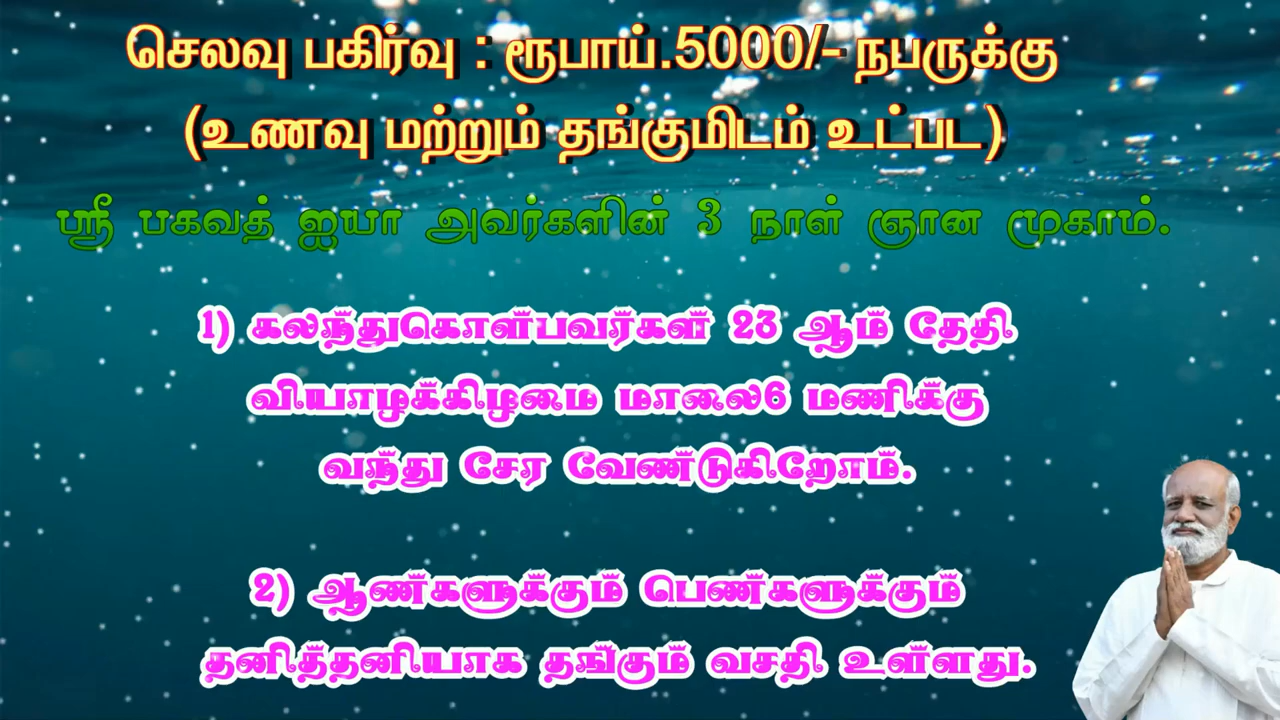 செலவு பகிர்வு : ரூபாய்.5000/- நபருக்கு
(உணவு மற்றும் தங்குமிடம் உட்பட)
ஸ்ரீ பகவத் ஐயா அவர்களின் 3 நாள் ஞான முகாம்.
1) கலந்துகொள்பவர்கள் 23 ஆம் தேதி
வியாழக்கிழமை மாலை6 மணிக்கு
வந்து சேர வேண்டுகிறோம்.
2) ஆண்களுக்கும் பெண்களுக்கும்
தனித்தனியாக தங்கும் வசதி உள்ளது.